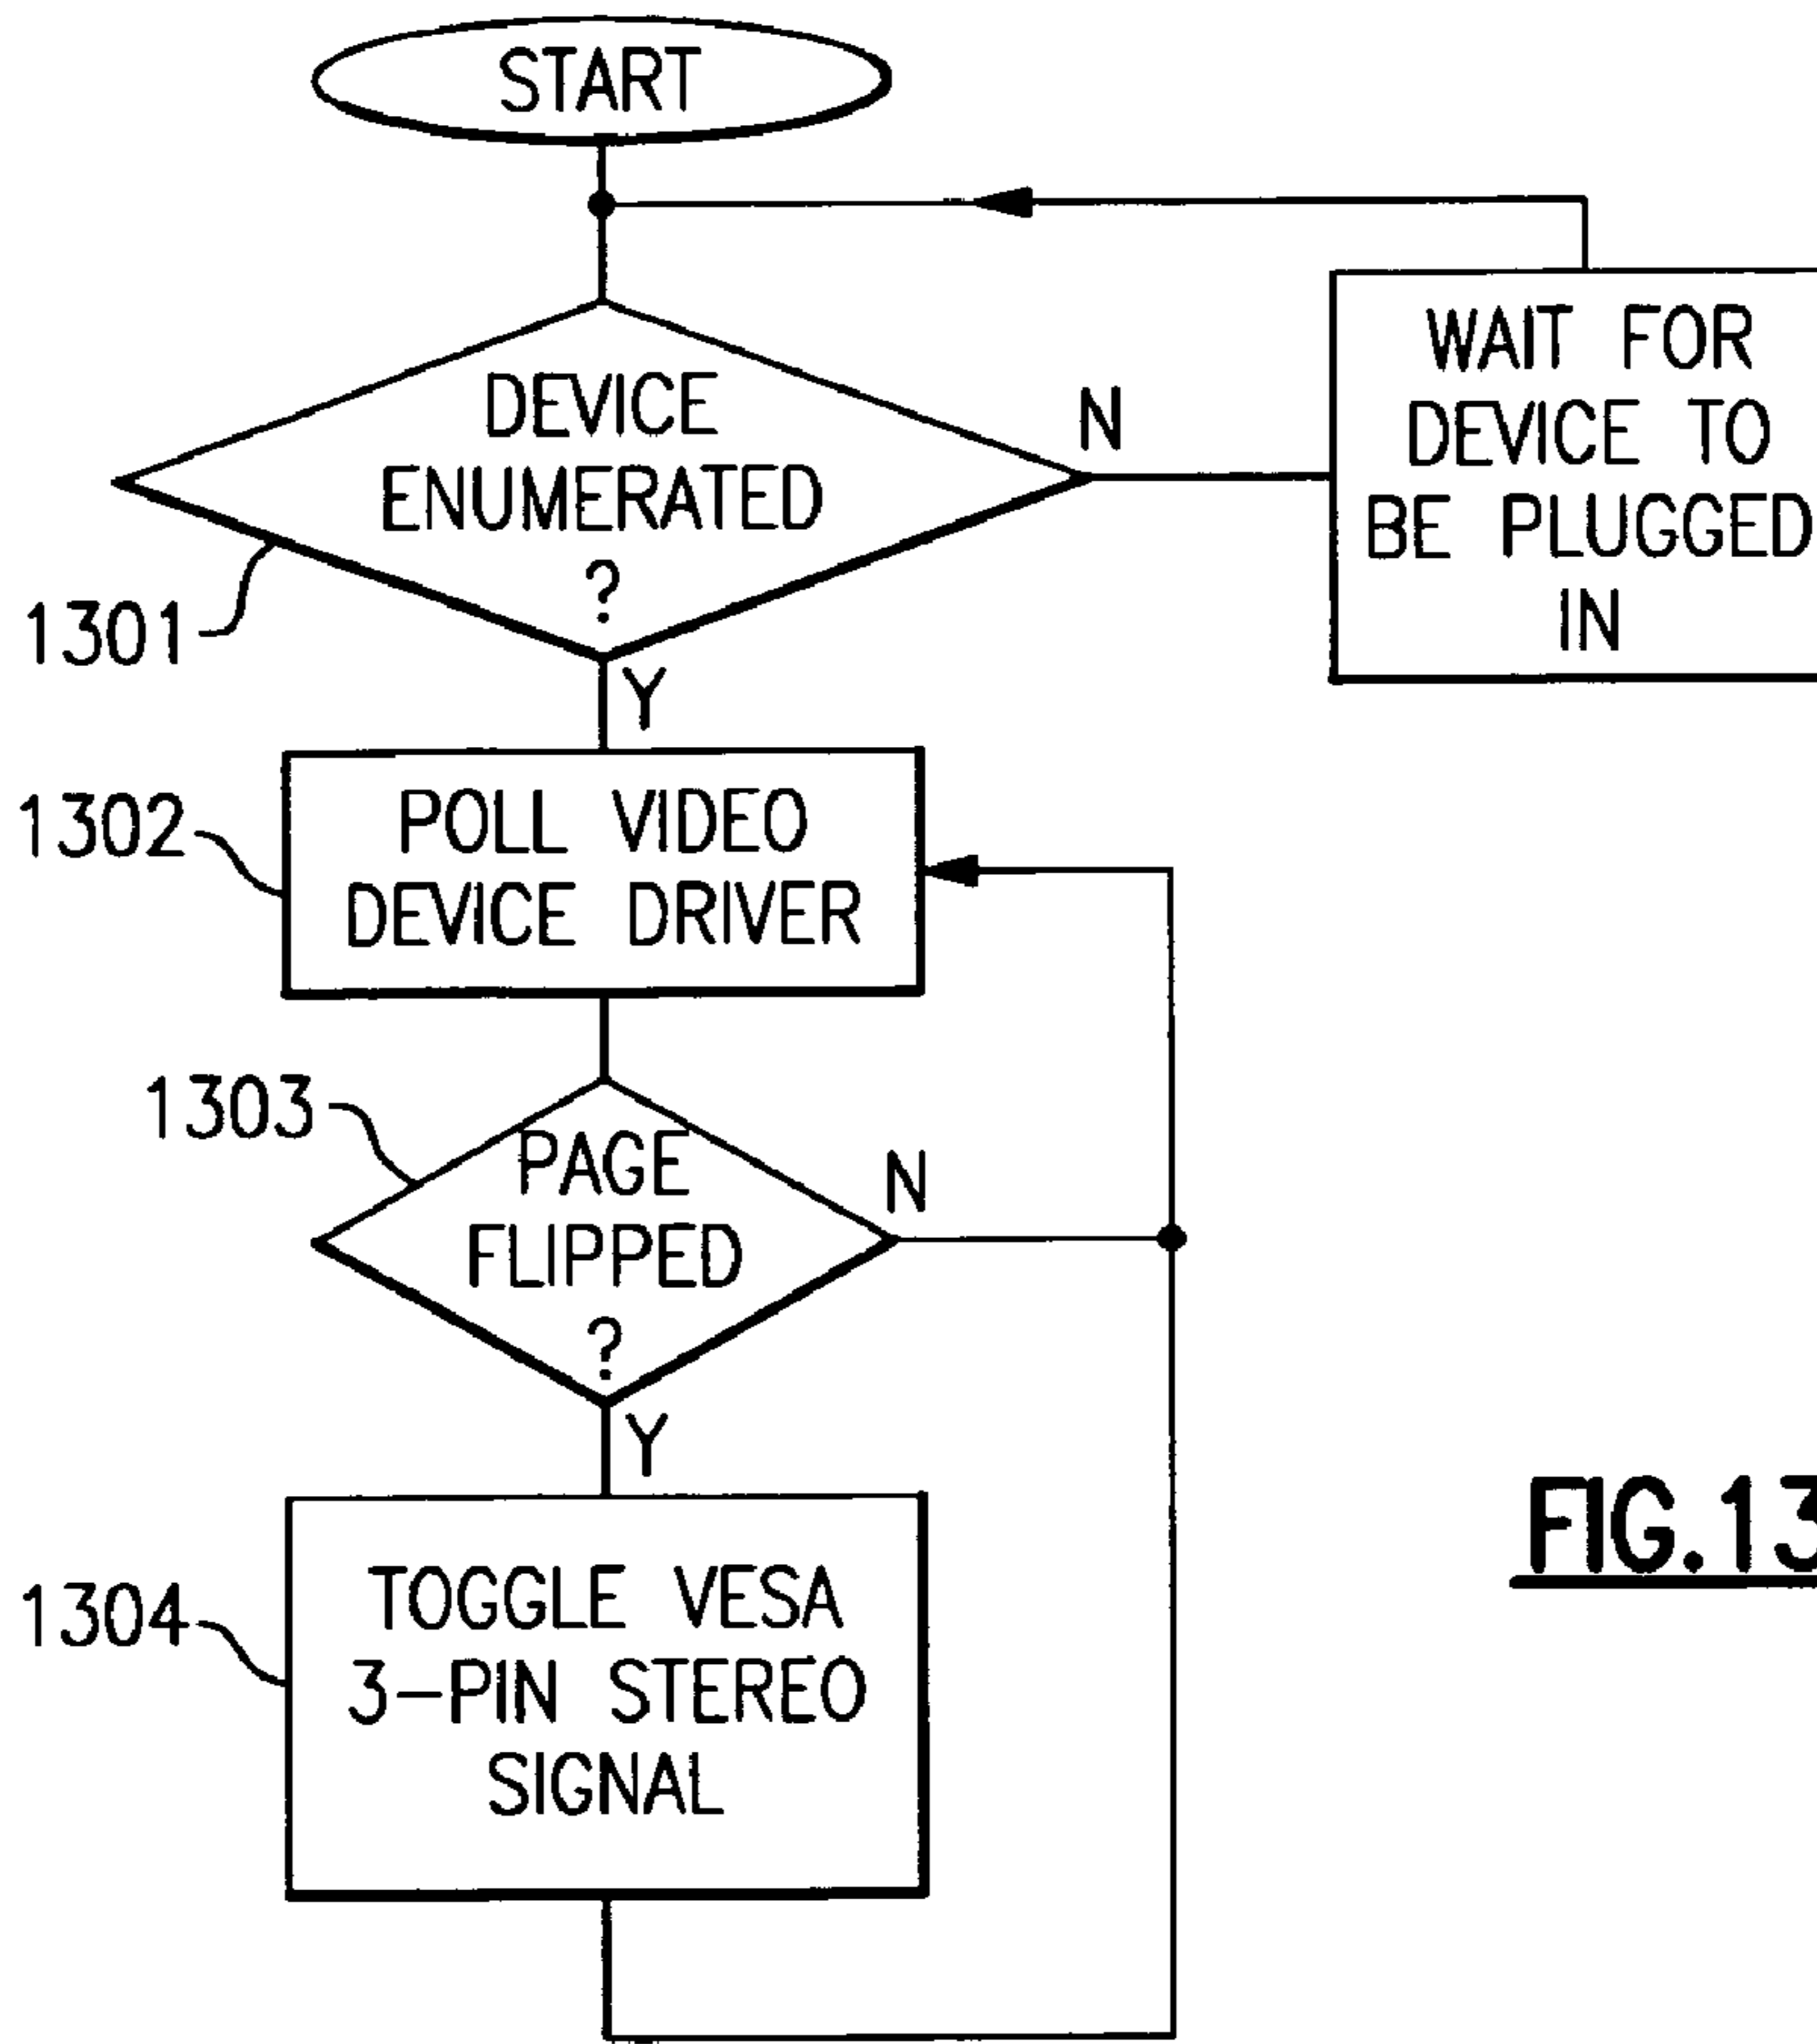 START
DEVICE
ENUMERATED
?
N
WAIT FOR
DEVICE TO
BE PLUGGED
IN
1301
Y
1302
POLL VIDEO
DEVICE DRIVER
1303
PAGE
FLIPPED
?
N
Y
1304
TOGGLE VESA
3-PIN STEREO
SIGNAL
FIG.13